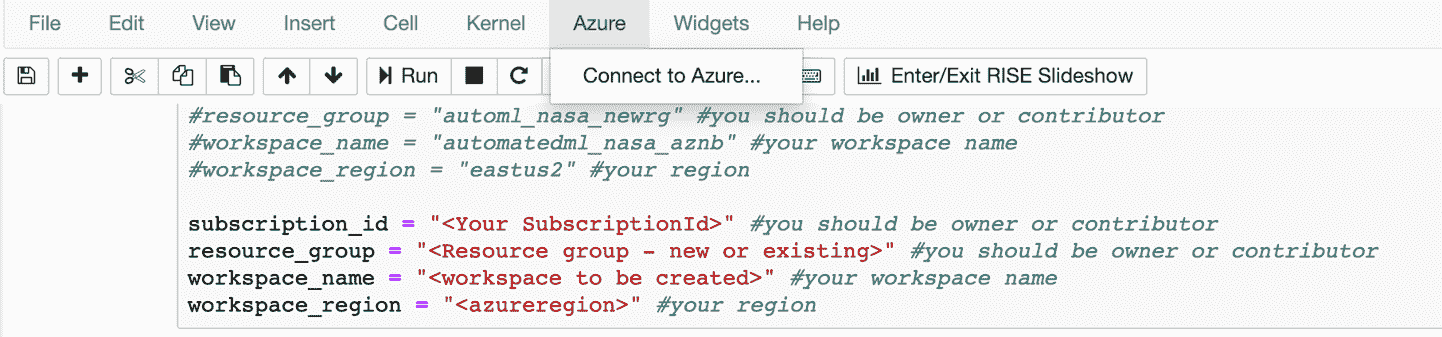 File Edit View Insert Cell Kernel Azure Widgets Help
Connect to Azure...
Run Enter/Exit RISE Slideshow
#resource_group = "automl_nasa_newrg" #you should be owner or contributor
#workspace_name = "automatedml_nasa_aznb" #your workspace name
#workspace_region = "eastus2" #your region
subscription_id = "<Your SubscriptionId>" #you should be owner or contributor
resource_group = "<Resource group - new or existing>" #you should be owner or contributor
workspace_name = "<workspace to be created>" #your workspace name
workspace_region = "<azureregion>" #your region